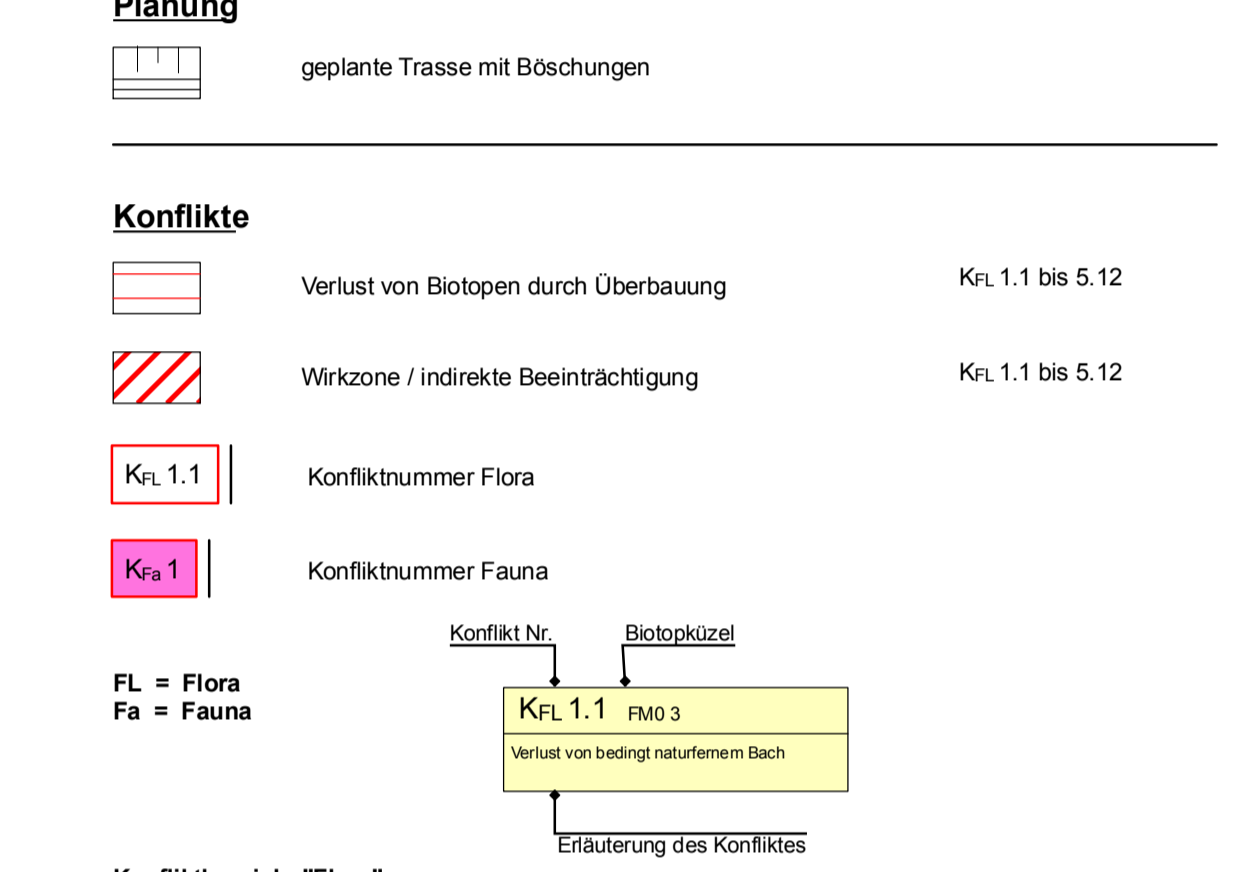 Planung
geplante Trasse mit Böschungen
Konflikte
Verlust von Biotopen durch Überbauung KFL 1.1 bis 5.12
Wirkzone / indirekte Beeinträchtigung KFL 1.1 bis 5.12
KFL 1.1 Konfliktnummer Flora
KFa 1 Konfliktnummer Fauna
Konflikt Nr. Biotopküzel
FL = Flora
Fa = Fauna
KFL 1.1 FM0 3
Verlust von bedingt naturfernem Bach
Erläuterung des Konfliktes